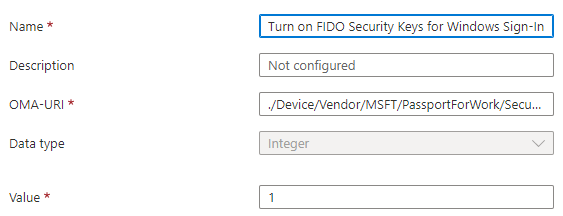 Name *
Turn on FIDO Security Keys for Windows Sign-In
Description
Not configured
OMA-URI *
./Device/Vendor/MSFT/PassportForWork/Secu...
Data type
Integer
Value *
1